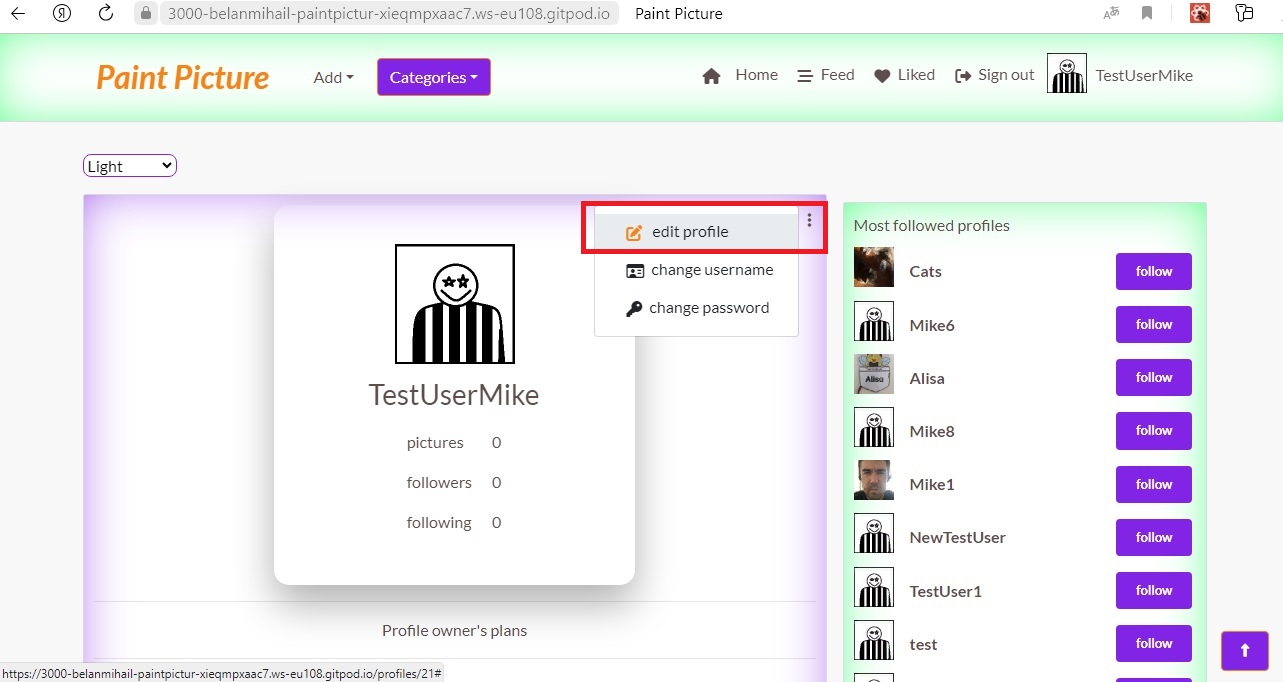 3000-belanmihail-paintpictur-xieqmpxaac7.ws-eu108.gitpod.io Paint Picture
Paint Picture Add Categories Home Feed Liked Sign out TestUserMike
Light
edit profile
change username
change password
TestUserMike
pictures 0
followers 0
following 0
Profile owner's plans
Most followed profiles
Cats follow
Mike6 follow
Alisa
Alisa follow
Mike8 follow
Mike1 follow
NewTestUser follow
TestUser1 follow
test follow
https://3000-belanmihail-paintpictur-xieqmpxaac7.ws-eu108.gitpod.io/profiles/21#